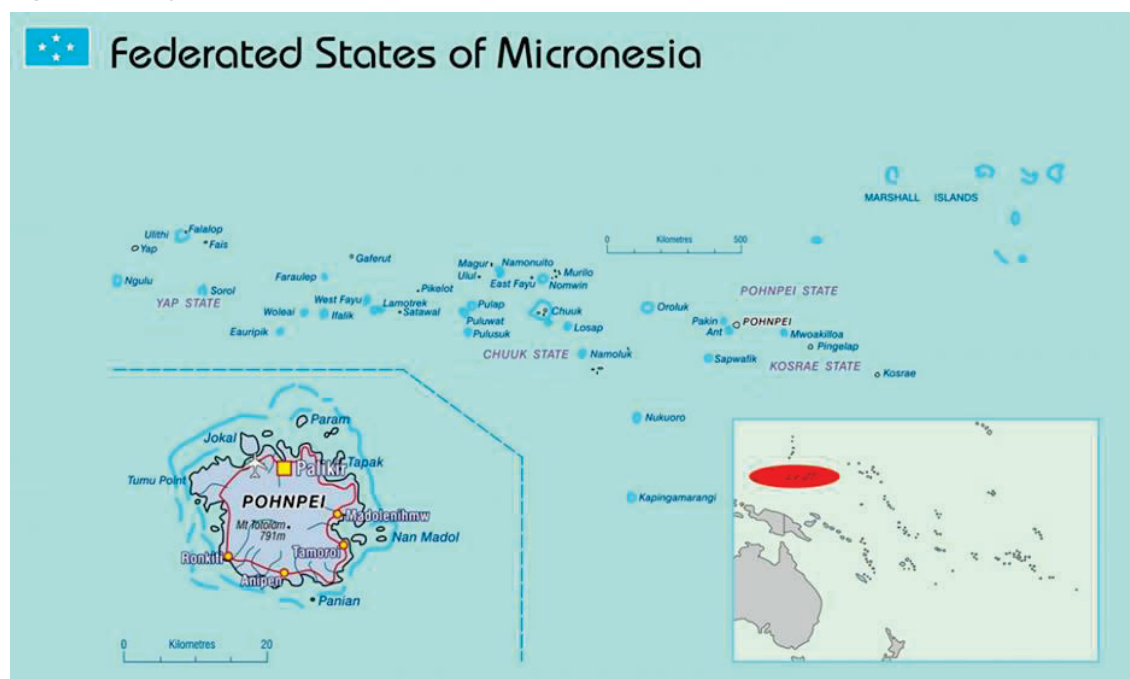 Federated States of Micronesia
MARSHALL ISLANDS
Ulithi
Falalop
Yap
Fais
0 Kilometres 500
Gaferut
Magur
Namonuito
Ulul
Murilo
East Fayu
Nomwin
Ngulu
Faraulep
Pikelot
Sorol
YAP STATE
POHNPEI STATE
West Fayu
Lamotrek
Woleai
Ifalik
Satawal
Pulap
Chuuk
Oroluk
Puluwat
Pulusuk
Losap
Pakin
POHNPEI
Ant
Eauripik
Mwoakilloa
Pingelap
CHUUK STATE
Namoluk
Sapwafik
KOSRAE STATE
Kosrae
Nukuoro
Kapingamarangi
Param
Jokal
Palikir
Tapak
Tumu Point
POHNPEI
Madolenihmw
Mt Totolom
791m
Nan Madol
Ronkiti
Tamoroi
Anipen
Panian
0 Kilometres 20